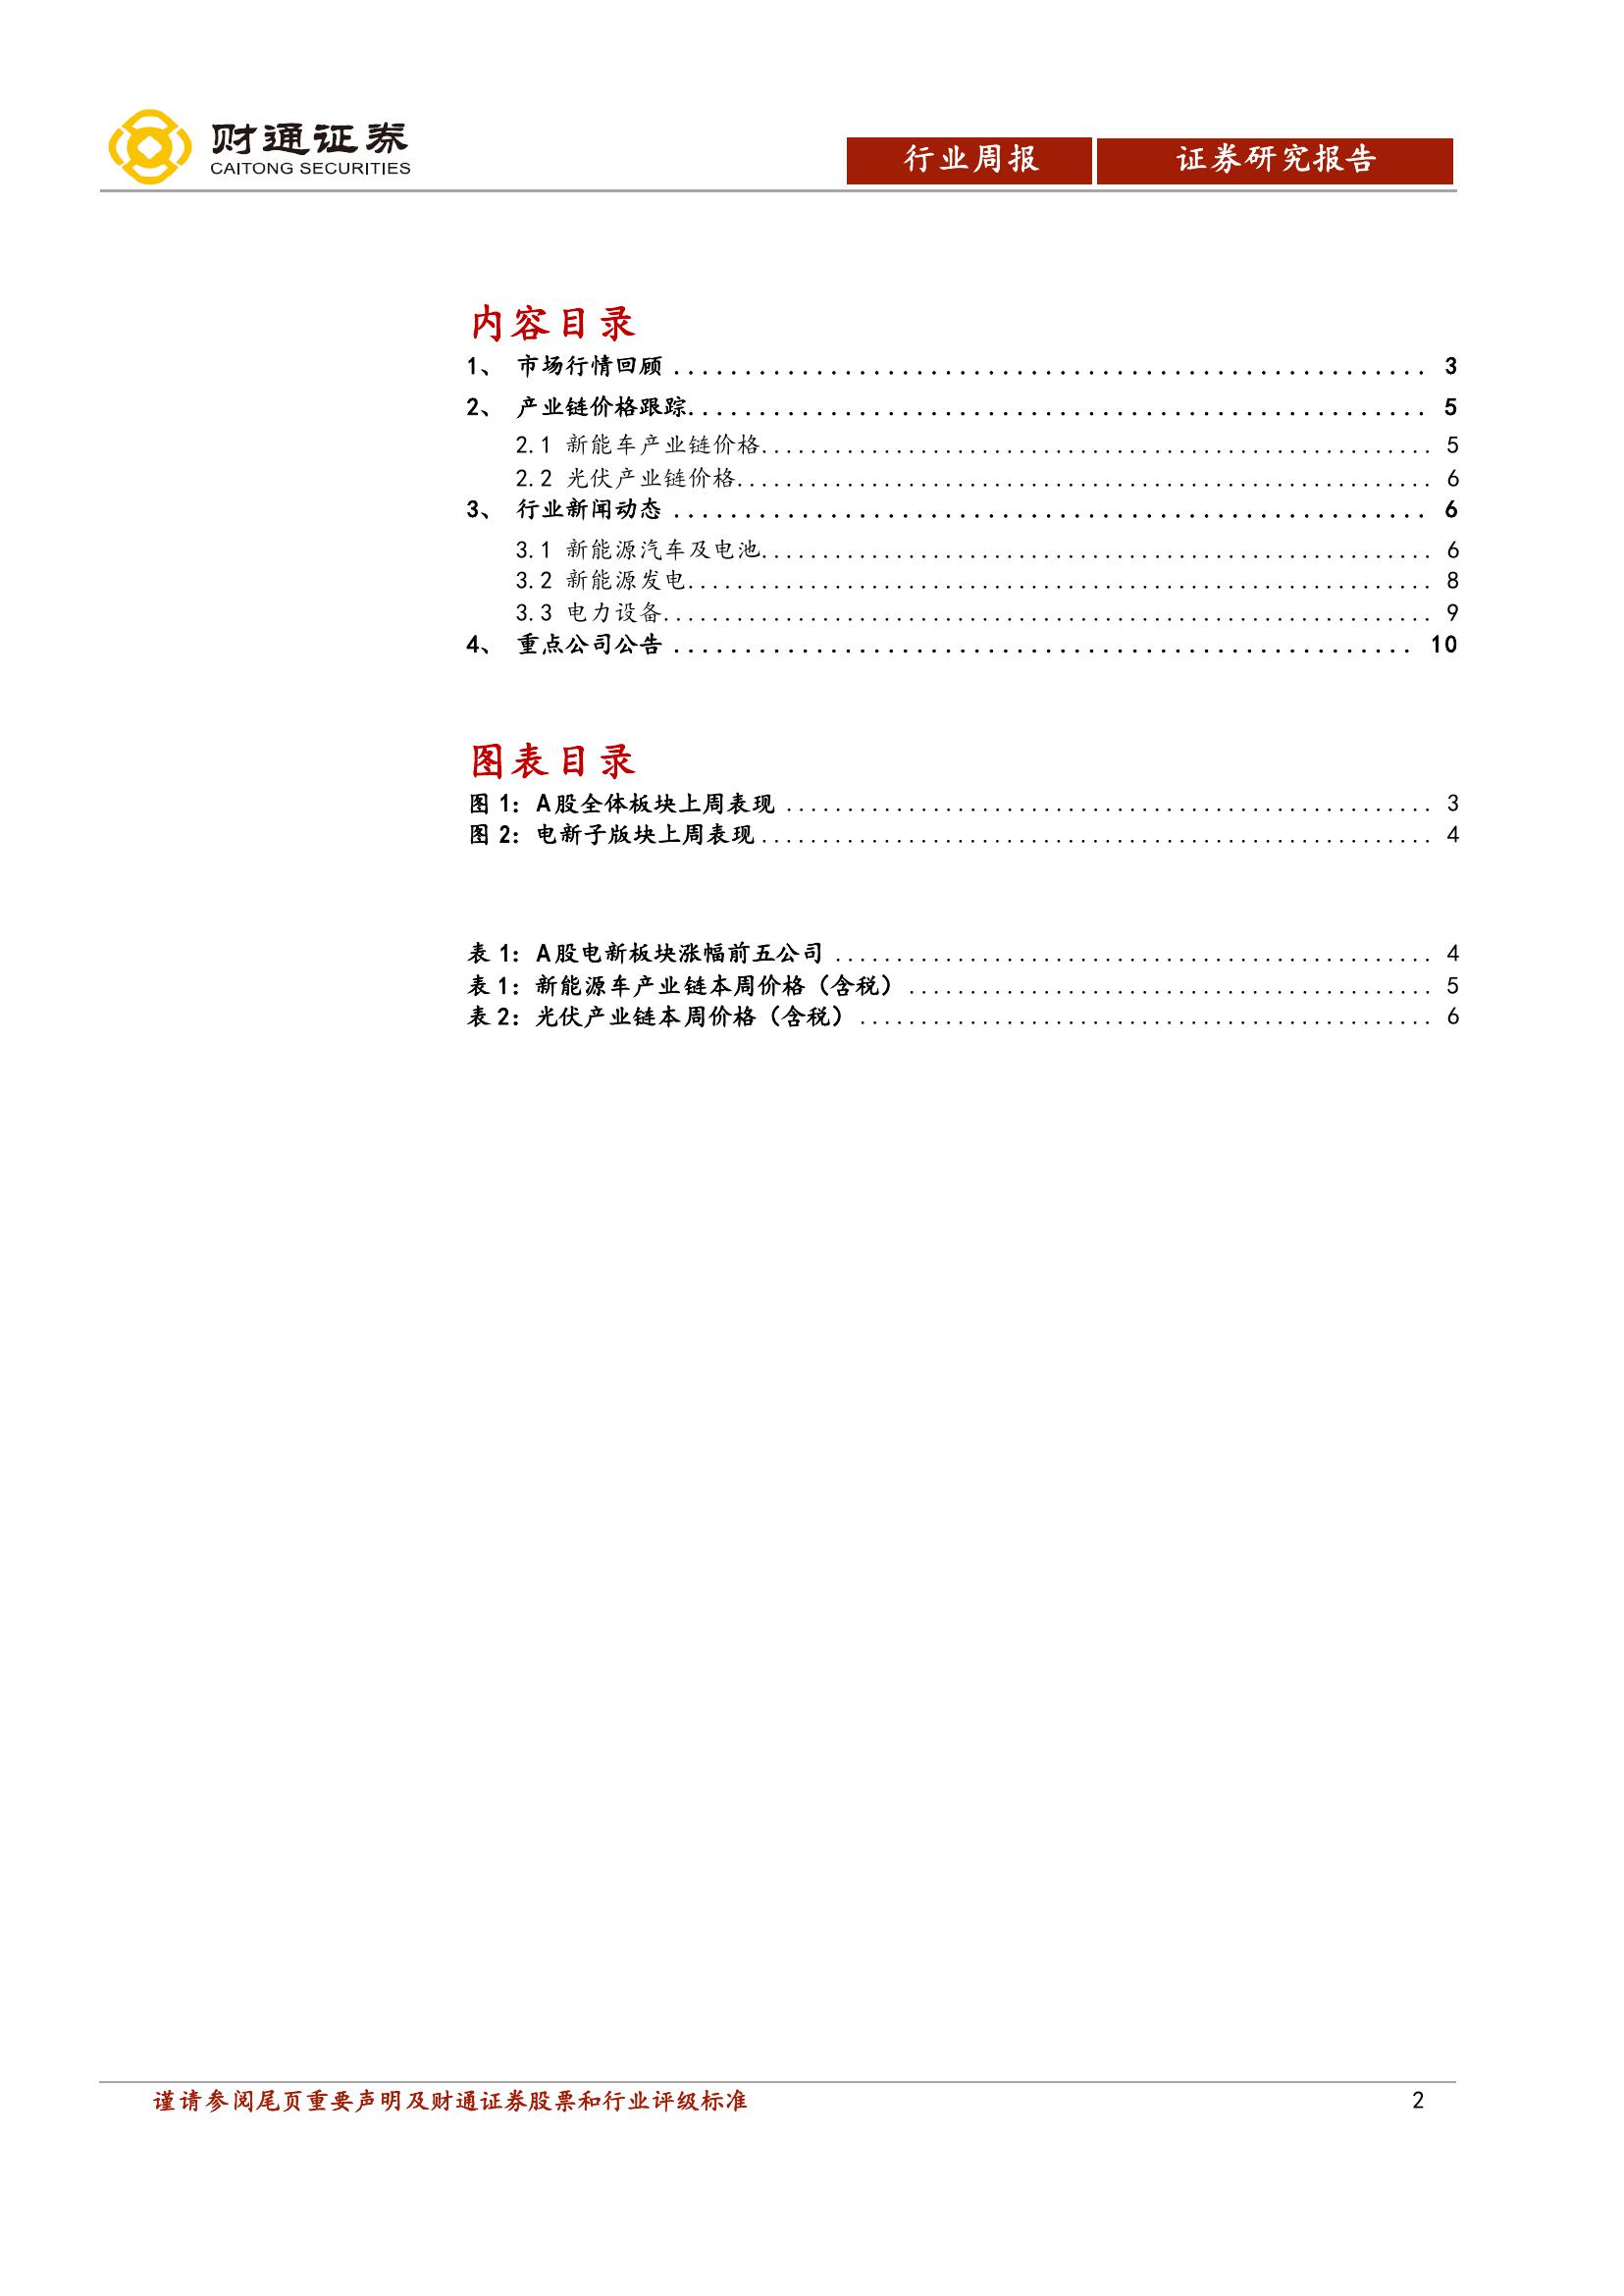 财通证券
CAITONG SECURITIES
行业周报 证券研究报告
内容目录
1、 市场行情回顾 .................................................... 3
2、 产业链价格跟踪.................................................... 5
2.1 新能车产业链价格.................................................... 5
2.2 光伏产业链价格.................................................... 6
3、 行业新闻动态 .................................................... 6
3.1 新能源汽车及电池.................................................... 6
3.2 新能源发电.................................................... 8
3.3 电力设备.................................................... 9
4、 重点公司公告 .................................................... 10
图表目录
图 1：A股全体板块上周表现 .................................................... 3
图 2：电新子版块上周表现.................................................... 4
表 1：A股电新板块涨幅前五公司 .................................................... 4
表 1：新能源车产业链本周价格（含税） ............................................ 5
表 2：光伏产业链本周价格（含税） ................................................ 6
谨请参阅尾页重要声明及财通证券股票和行业评级标准 2